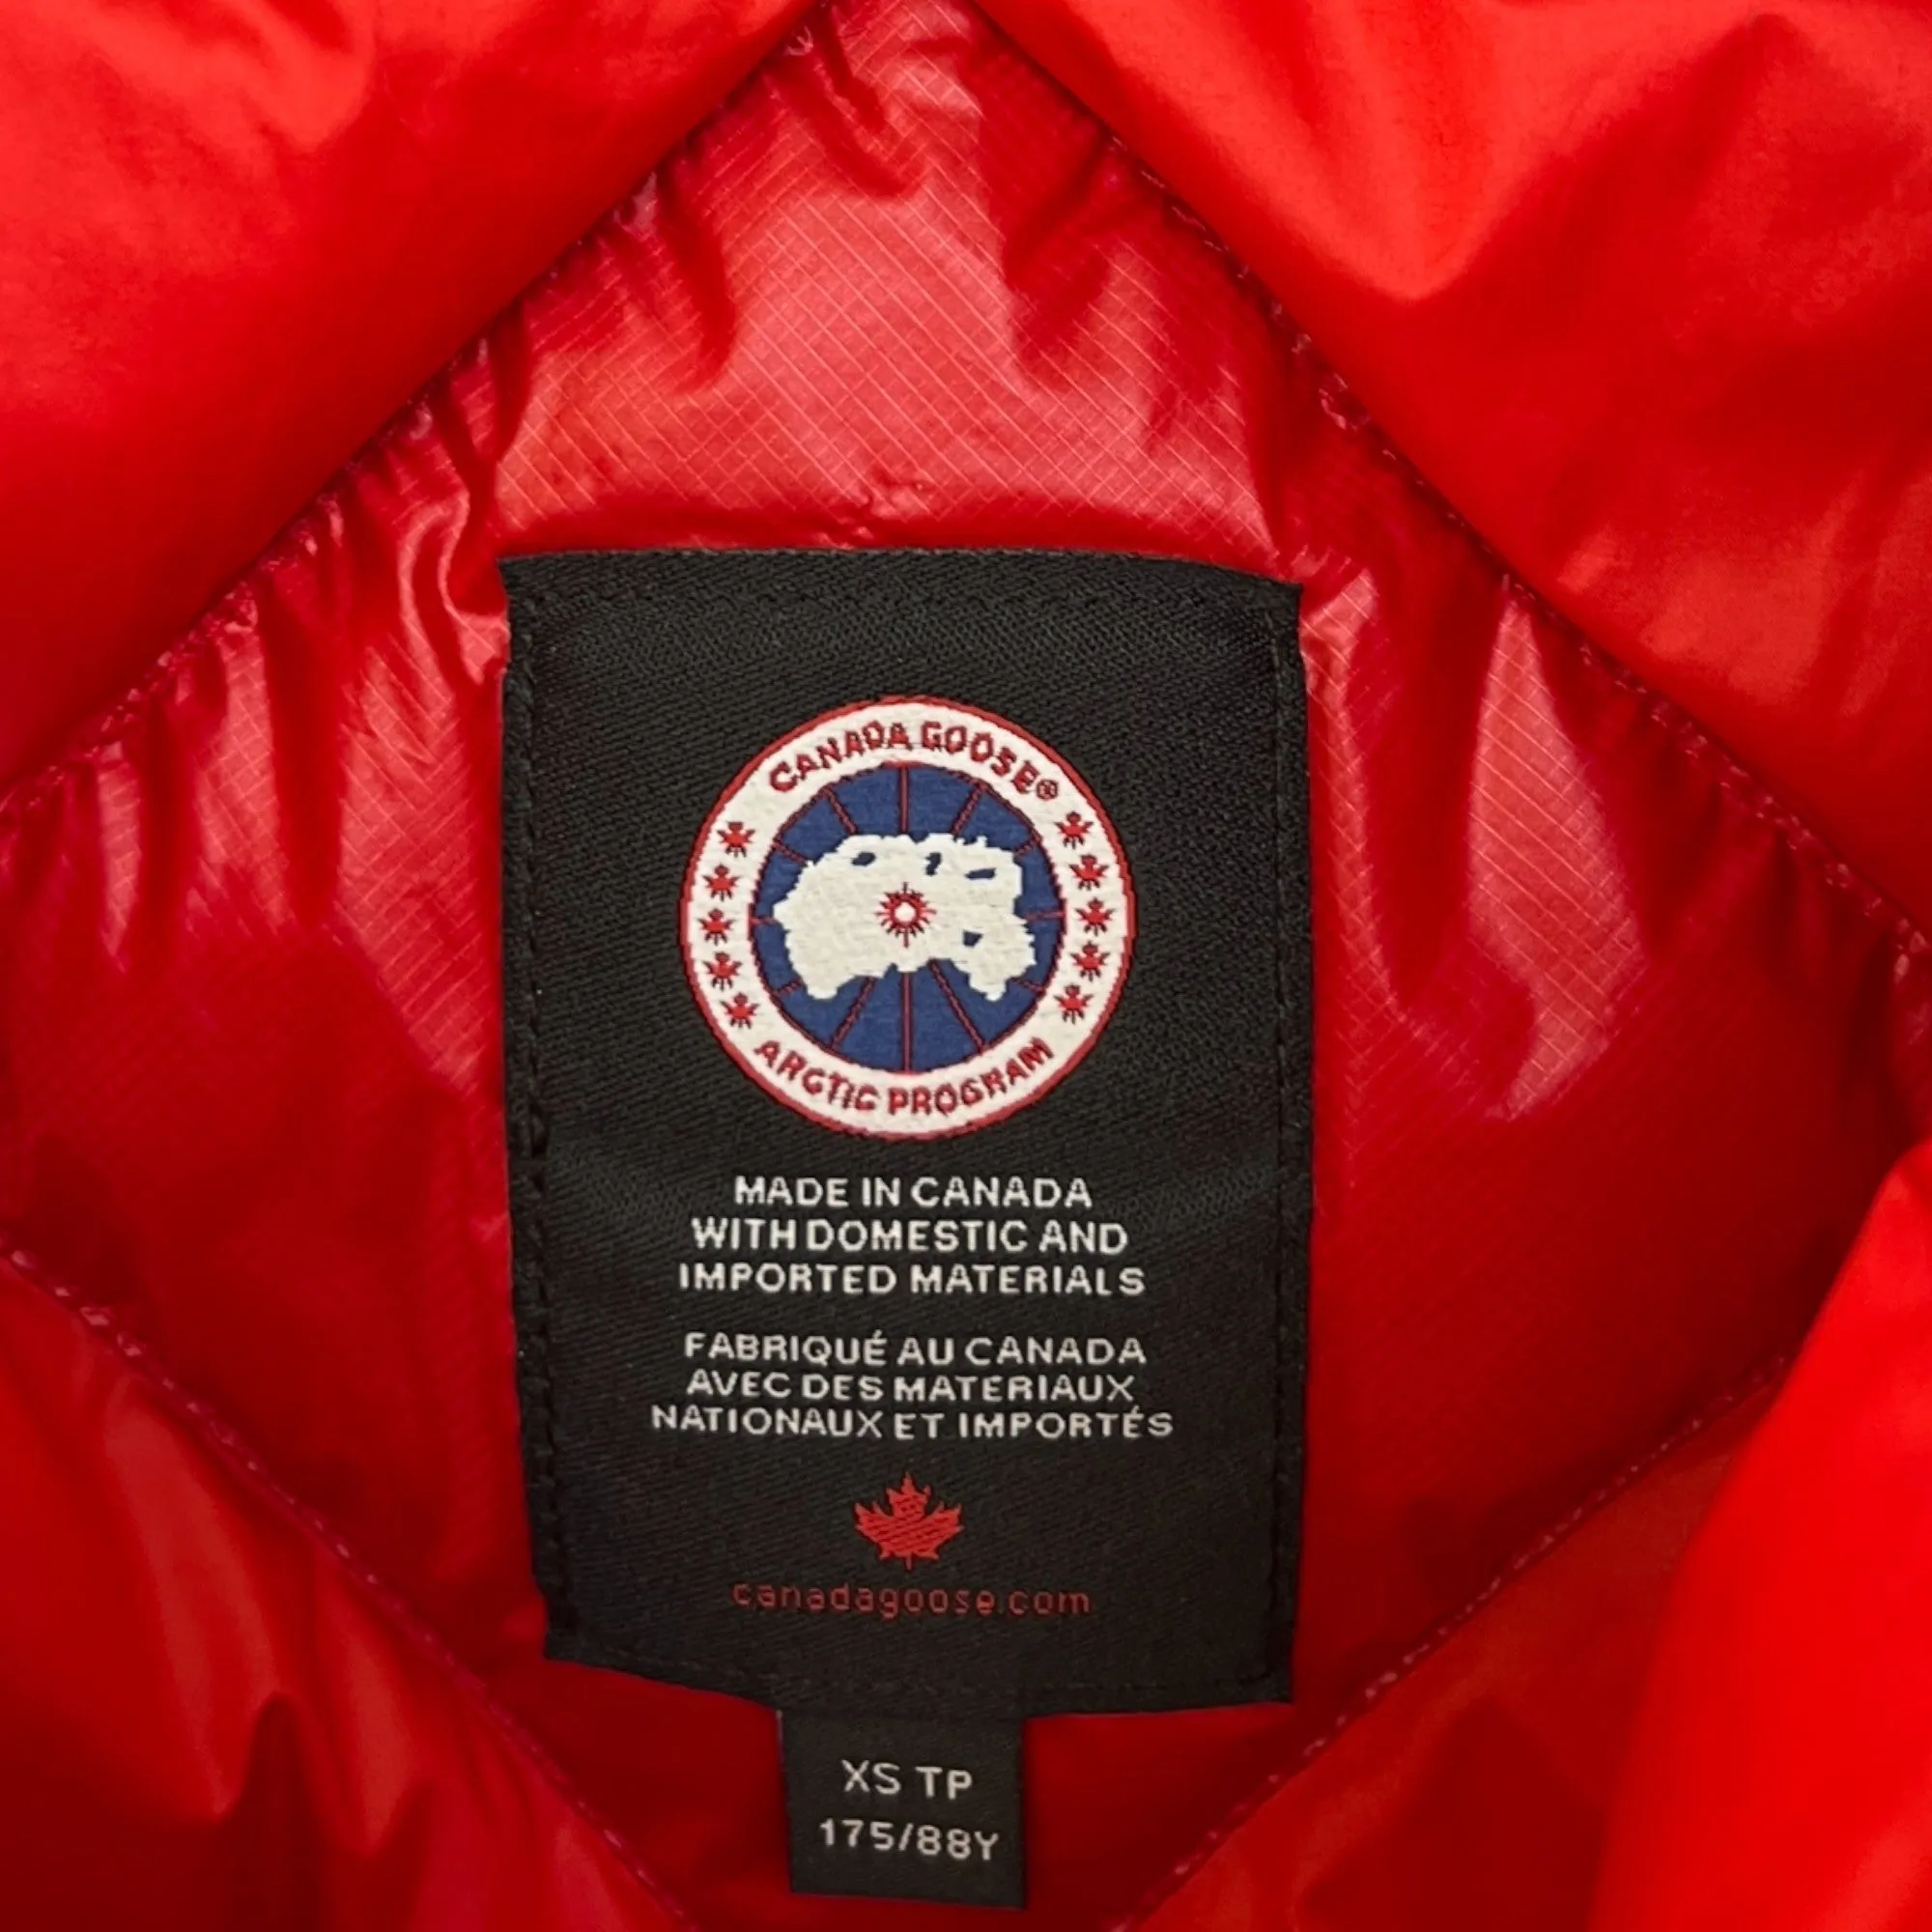 CANADA GOOSE®
ARCTIC PROGRAM
MADE IN CANADA
WITH DOMESTIC AND
IMPORTED MATERIALS
FABRIQUÉ AU CANADA
AVEC DES MATERIAUX
NATIONAUX ET IMPORTÉS
canadagoose.com
XS TP
175/88Y